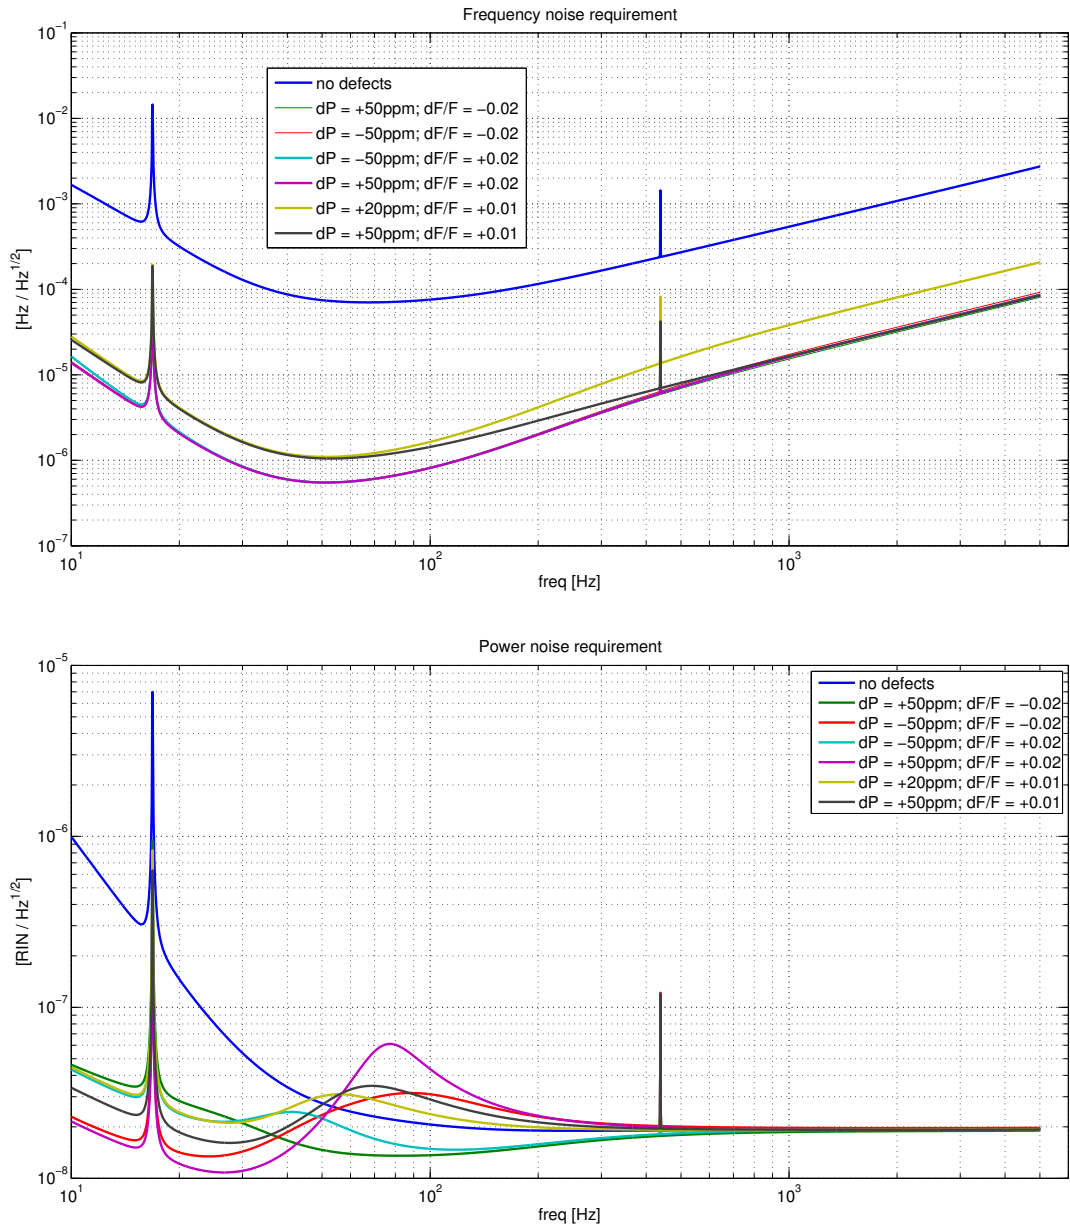 Frequency noise requirement
10^−1
10^−2
10^−3
10^−4
10^−5
10^−6
10^−7
[Hz / Hz^1/2]
no defects
dP = +50ppm; dF/F = −0.02
dP = −50ppm; dF/F = −0.02
dP = −50ppm; dF/F = +0.02
dP = +50ppm; dF/F = +0.02
dP = +20ppm; dF/F = +0.01
dP = +50ppm; dF/F = +0.01
10^1 10^2 10^3
freq [Hz]
Power noise requirement
10^−5
10^−6
10^−7
10^−8
[RIN / Hz^1/2]
no defects
dP = +50ppm; dF/F = −0.02
dP = −50ppm; dF/F = −0.02
dP = −50ppm; dF/F = +0.02
dP = +50ppm; dF/F = +0.02
dP = +20ppm; dF/F = +0.01
dP = +50ppm; dF/F = +0.01
10^1 10^2 10^3
freq [Hz]